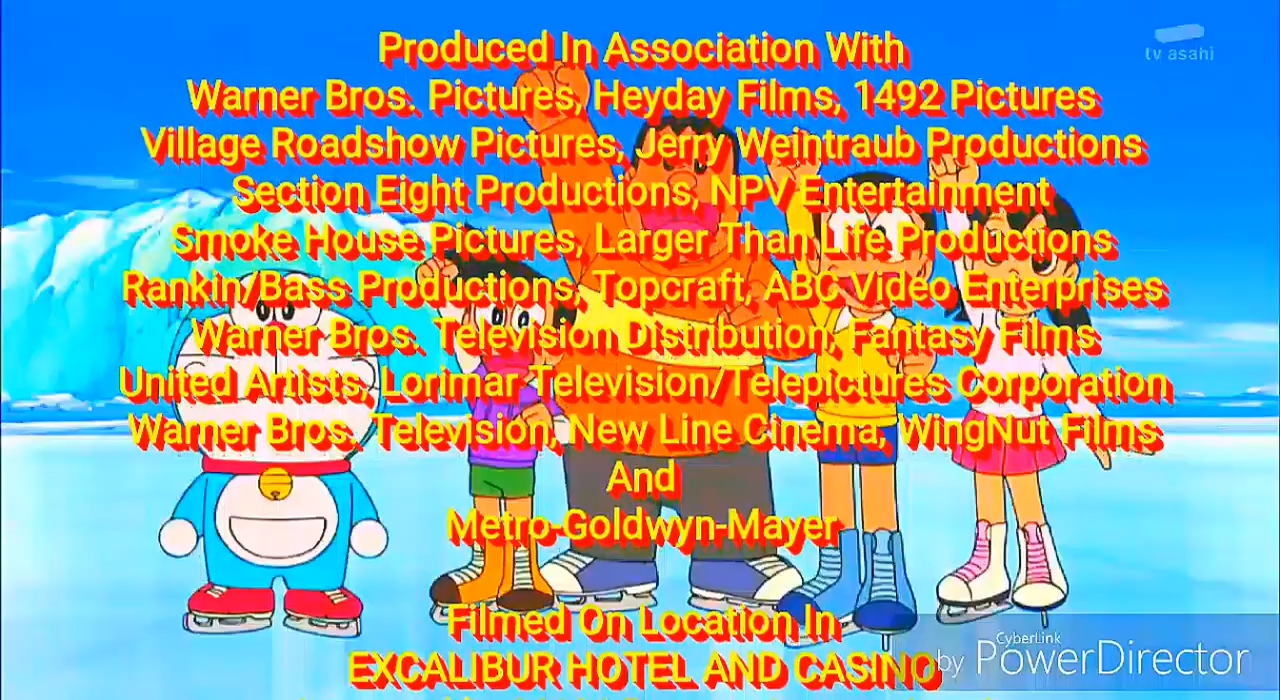 Produced In Association With
tv asahi
Warner Bros. Pictures, Heyday Films, 1492 Pictures
Village Roadshow Pictures, Jerry Weintraub Productions
Section Eight Productions, NPV Entertainment
Smoke House Pictures, Larger Than Life Productions
Rankin/Bass Productions, Topcraft, ABC Video Enterprises
Warner Bros. Television Distribution, Fantasy Films
United Artists, Lorimar Television/Telepictures Corporation
Warner Bros. Television, New Line Cinema, WingNut Films
And
Metro-Goldwyn-Mayer
Filmed On Location In
EXCALIBUR HOTEL AND CASINO
by CyberLink PowerDirector